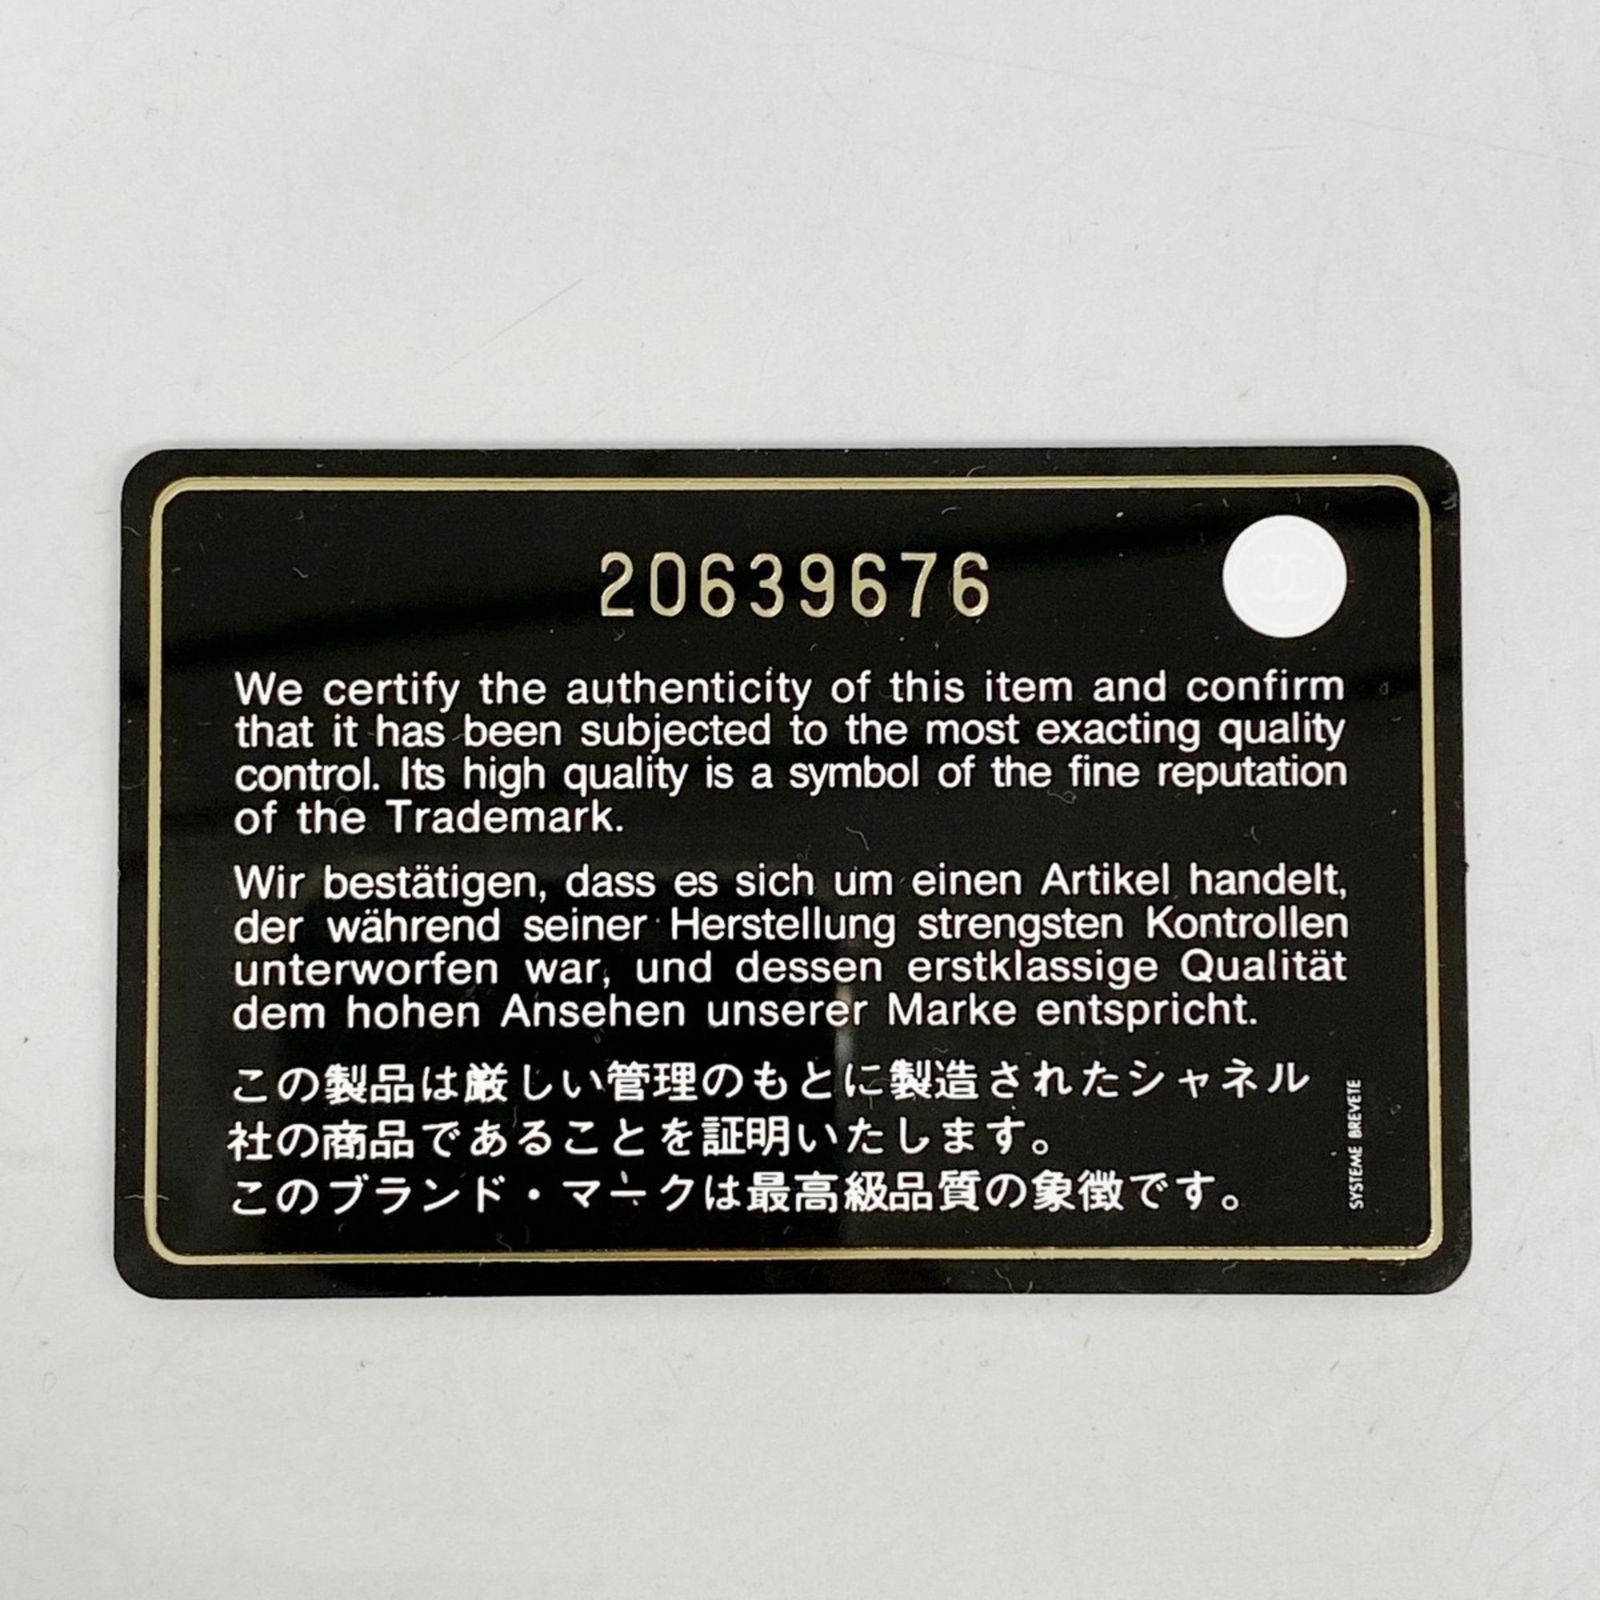 20639676
We certify the authenticity of this item and confirm
that it has been subjected to the most exacting quality
control. Its high quality is a symbol of the fine reputation
of the Trademark.
Wir bestätigen, dass es sich um einen Artikel handelt,
der während seiner Herstellung strengsten Kontrollen
unterworfen war, und dessen erstklassige Qualität
dem hohen Ansehen unserer Marke entspricht.
この製品は厳しい管理のもとに製造されたシャネル
社の商品であることを証明いたします。
このブランド・マークは最高級品質の象徴です。
SYSTEME BREVETE